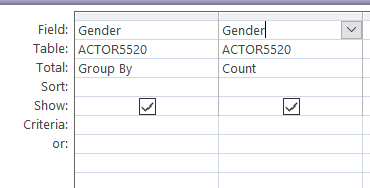 Field: Gender Gender
Table: ACTOR5520 ACTOR5520
Total: Group By Count
Sort:
Show:
Criteria:
or: